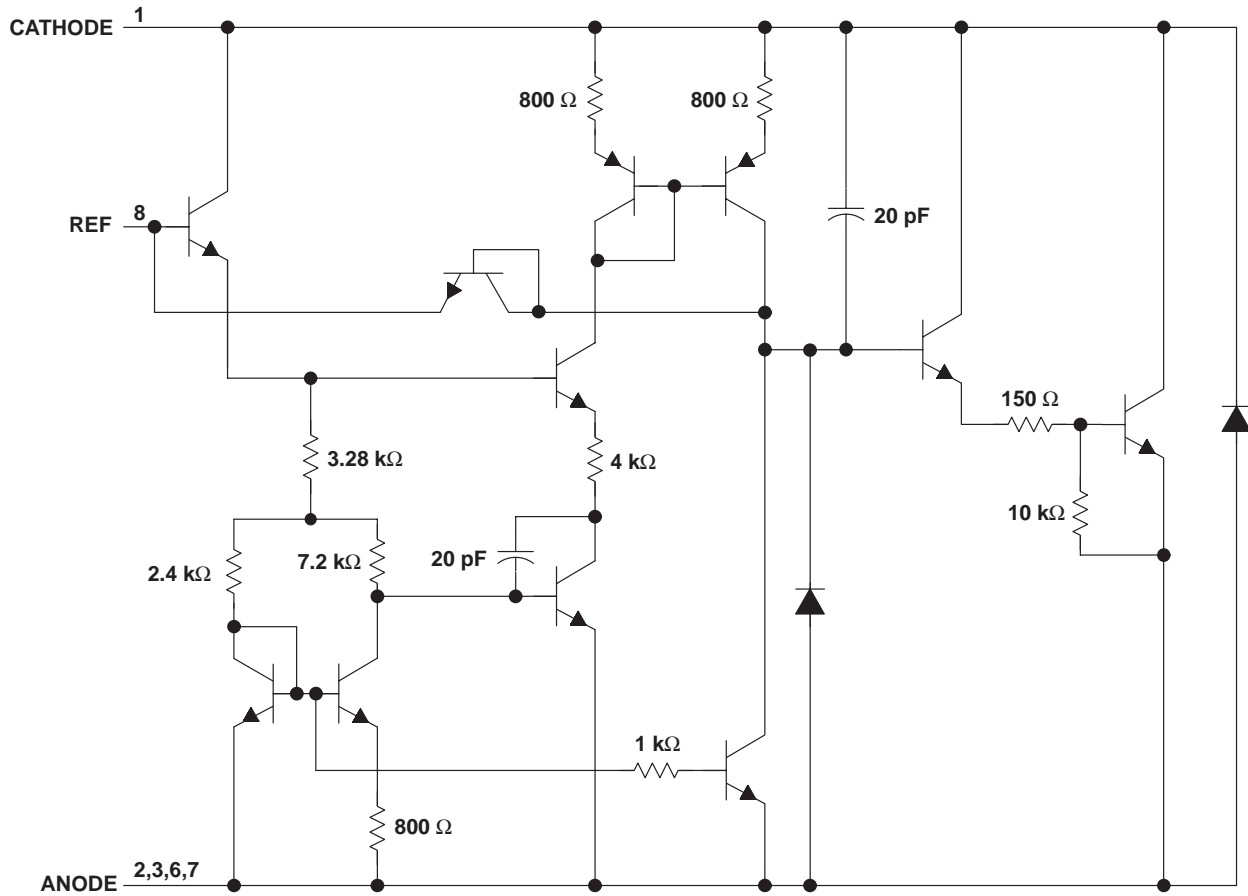 CATHODE 1
800 Ω
800 Ω
REF 8
20 pF
150 Ω
3.28 kΩ
4 kΩ
10 kΩ
2.4 kΩ
7.2 kΩ
20 pF
1 kΩ
800 Ω
ANODE 2,3,6,7